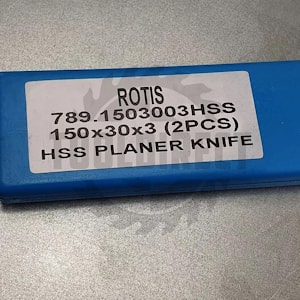 ROTIS
789.1503003HSS
150x30x3 (2PCS)
HSS PLANER KNIFE